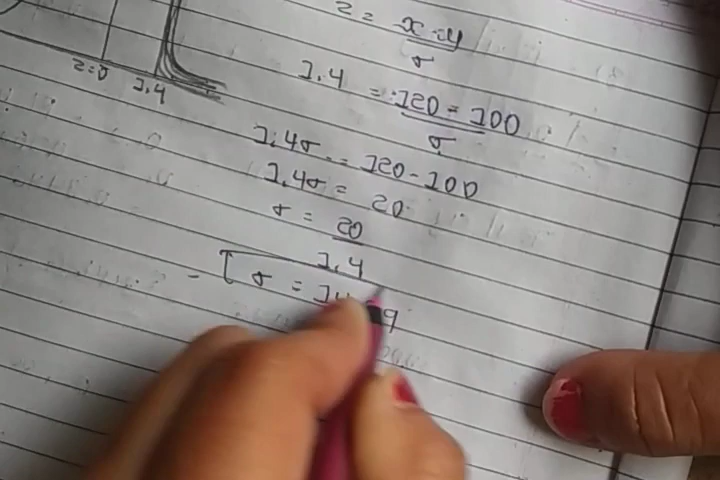 z = x-μ
σ
z=0 1.4
1.4 = 120 - 100
σ
1.4σ = 120 - 100
1.4σ = 20
σ = 20
1.4
σ =